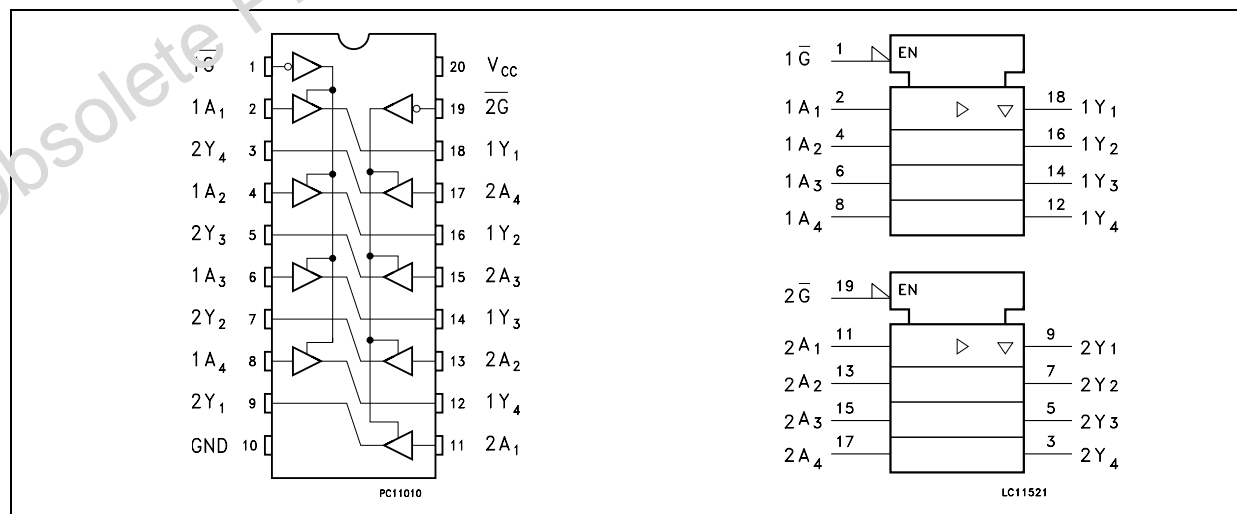 Obsolete P
1G̅ 1
1A₁ 2
2Y₄ 3
1A₂ 4
2Y₃ 5
1A₃ 6
2Y₂ 7
1A₄ 8
2Y₁ 9
GND 10
20 V_CC
19 2G̅
18 1Y₁
17 2A₄
16 1Y₂
15 2A₃
14 1Y₃
13 2A₂
12 1Y₄
11 2A₁
PC11010
1G̅ 1 EN
1A₁ 2 18 1Y₁
1A₂ 4 16 1Y₂
1A₃ 6 14 1Y₃
1A₄ 8 12 1Y₄
2G̅ 19 EN
2A₁ 11 9 2Y₁
2A₂ 13 7 2Y₂
2A₃ 15 5 2Y₃
2A₄ 17 3 2Y₄
LC11521